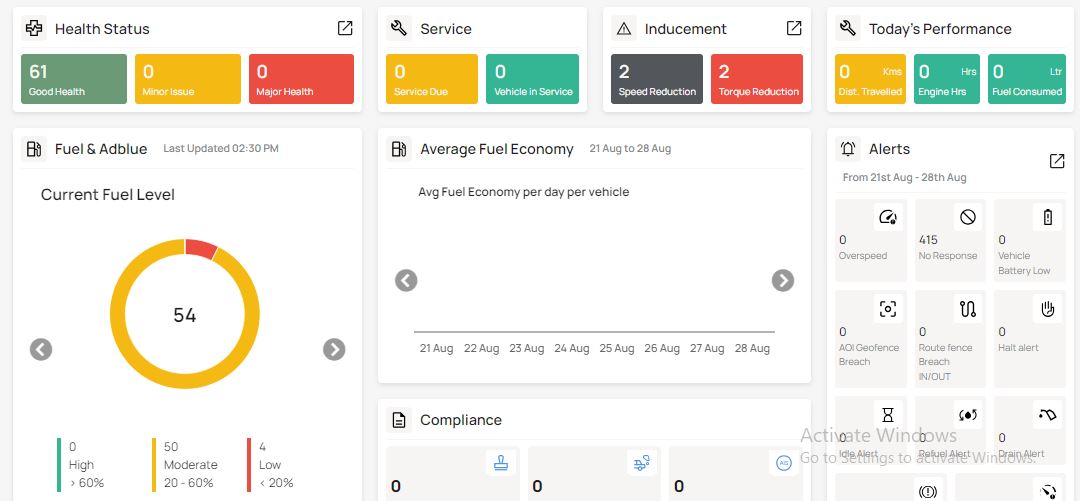 Health Status
61
Good Health
0
Minor Issue
0
Major Health
Service
0
Service Due
0
Vehicle in Service
Inducement
2
Speed Reduction
2
Torque Reduction
Today's Performance
0 Kms
Dist. Travelled
0 Hrs
Engine Hrs
0 Ltr
Fuel Consumed
Fuel & Adblue Last Updated 02:30 PM
Current Fuel Level
54
0
High
> 60%
50
Moderate
20 - 60%
4
Low
< 20%
Average Fuel Economy 21 Aug to 28 Aug
Avg Fuel Economy per day per vehicle
21 Aug 22 Aug 23 Aug 24 Aug 25 Aug 26 Aug 27 Aug 28 Aug
Compliance
0
0
AIS
0
Alerts
From 21st Aug - 28th Aug
0
Overspeed
415
No Response
0
Vehicle
Battery Low
0
AOI Geofence
Breach
0
Route fence
Breach
IN/OUT
0
Halt alert
0
Idle Alert
0
Refuel Alert
0
Drain Alert
Activate Windows
Go to Settings to activate Windows.